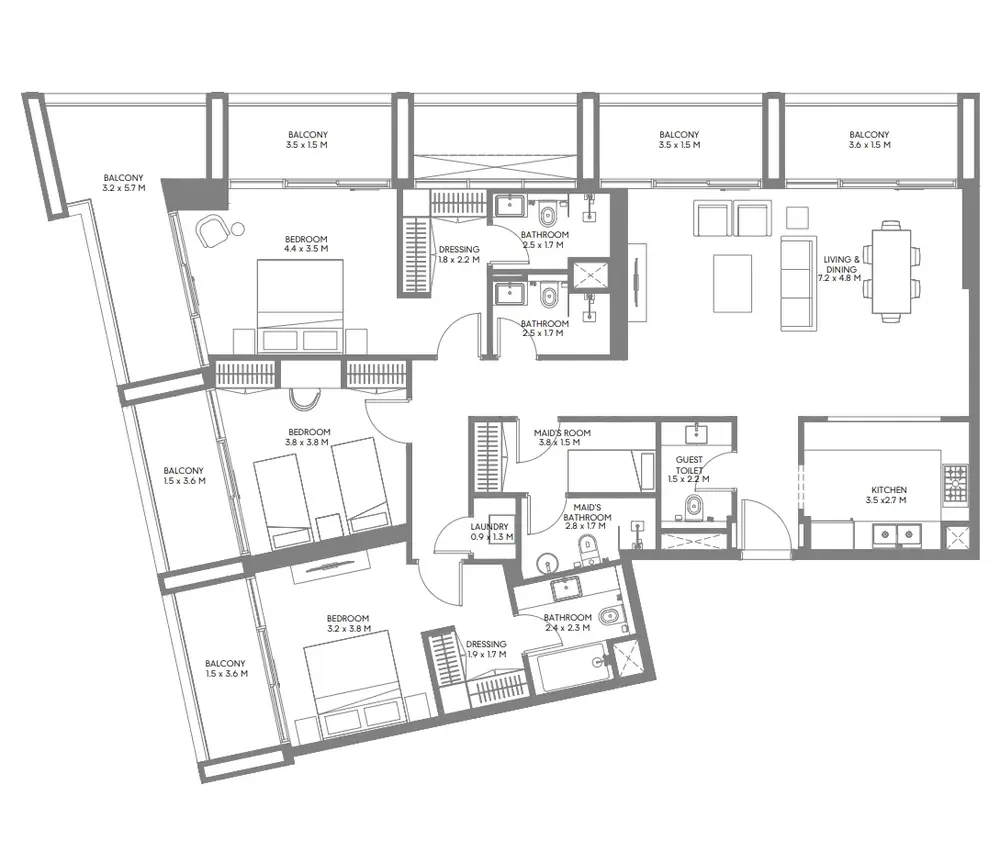 BALCONY
3.5 x 1.5 M
BALCONY
3.5 x 1.5 M
BALCONY
3.6 x 1.5 M
BALCONY
3.2 x 5.7 M
BEDROOM
4.4 x 3.5 M
DRESSING
1.8 x 2.2 M
BATHROOM
2.5 x 1.7 M
LIVING &
DINING
7.2 x 4.8 M
BATHROOM
2.5 x 1.7 M
BEDROOM
3.8 x 3.8 M
MAID'S ROOM
3.8 x 1.5 M
BALCONY
1.5 x 3.6 M
GUEST
TOILET
1.5 x 2.2 M
KITCHEN
3.5 x2.7 M
LAUNDRY
0.9 x 1.3 M
MAID'S
BATHROOM
2.8 x 1.7 M
BEDROOM
3.2 x 3.8 M
BATHROOM
2.4 x 2.3 M
DRESSING
1.9 x 1.7 M
BALCONY
1.5 x 3.6 M